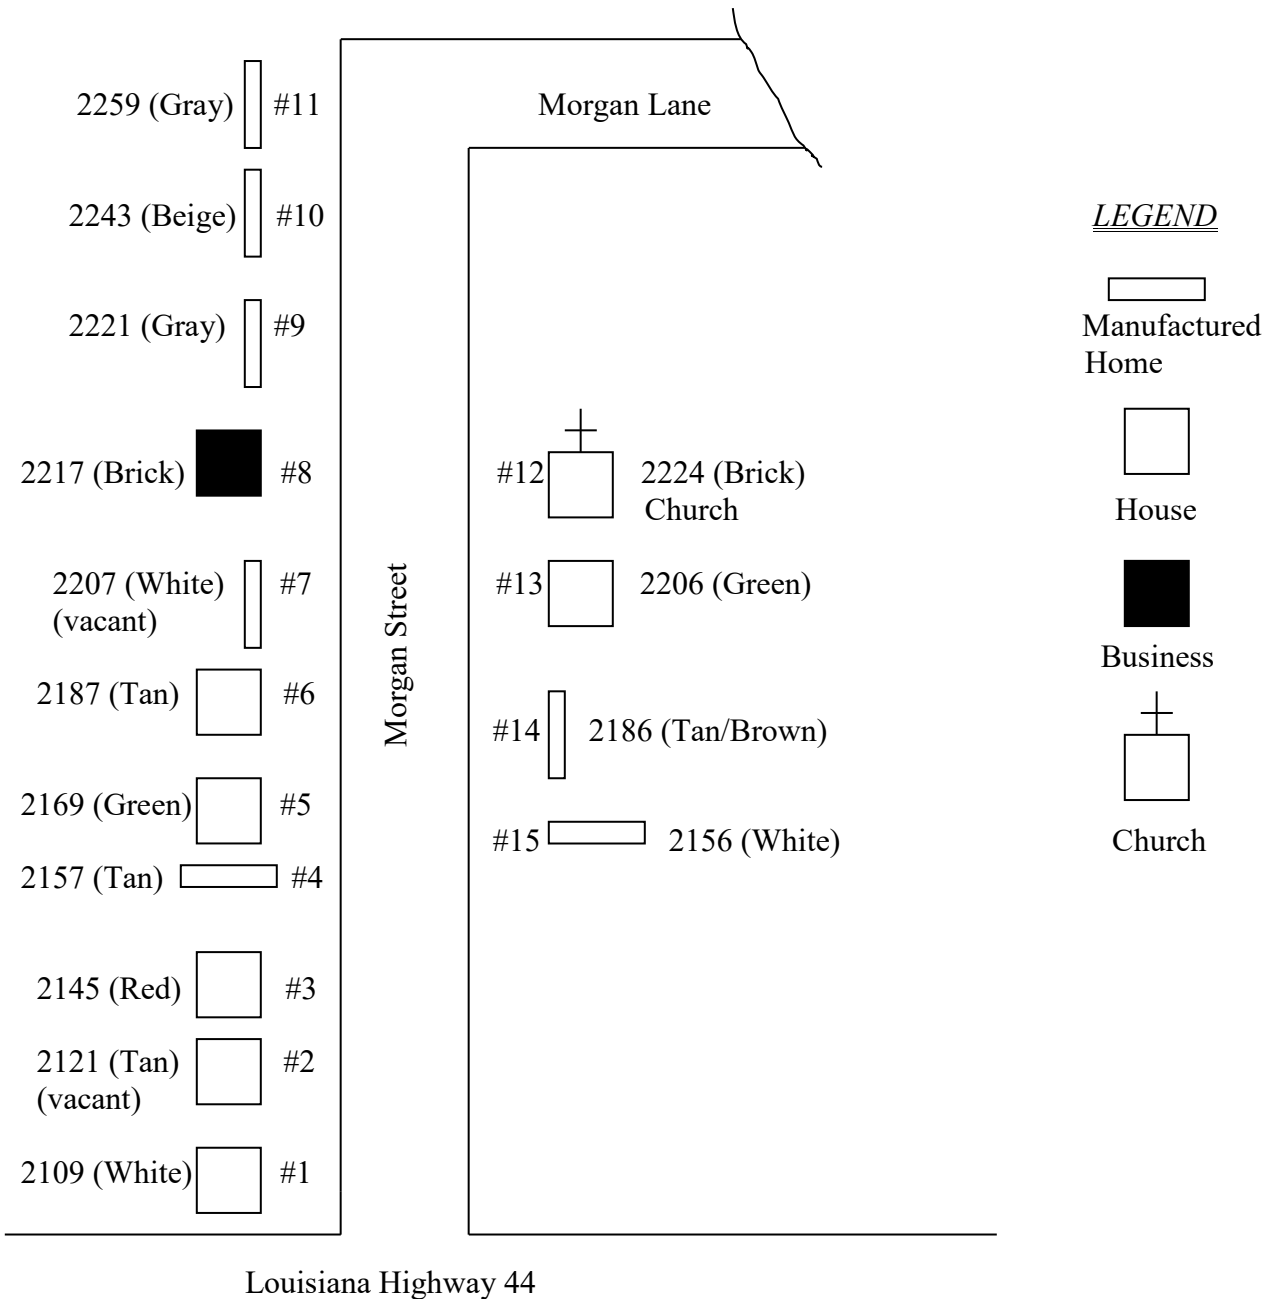 2259 (Gray) #11
Morgan Lane
2243 (Beige) #10
LEGEND
2221 (Gray) #9
Manufactured
Home
2217 (Brick) #8
#12 2224 (Brick)
Church
House
2207 (White) #7
(vacant)
#13 2206 (Green)
Morgan Street
Business
2187 (Tan) #6
#14 2186 (Tan/Brown)
2169 (Green) #5
#15 2156 (White)
Church
2157 (Tan) #4
2145 (Red) #3
2121 (Tan) #2
(vacant)
2109 (White) #1
Louisiana Highway 44